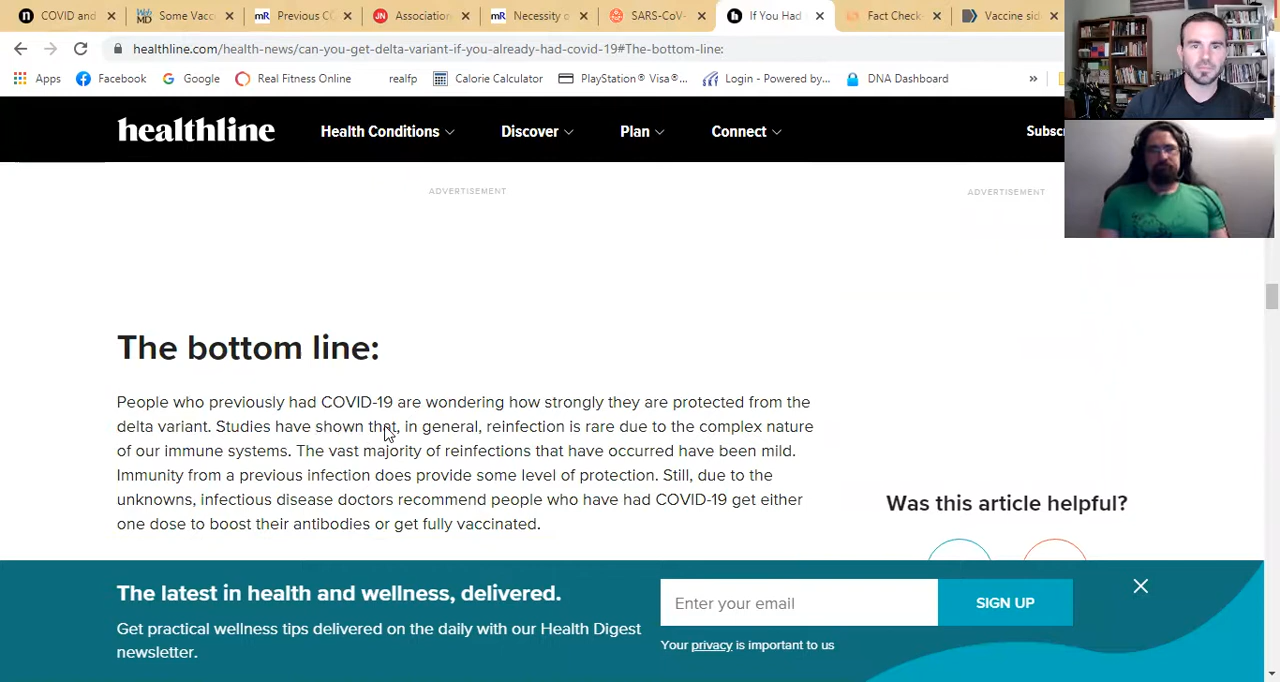 COVID and
Some Vacc
Previous C
Association
Necessity o
SARS-CoV-
If You Had
Fact Check
Vaccine sid
healthline.com/health-news/can-you-get-delta-variant-if-you-already-had-covid-19#The-bottom-line:
Apps
Facebook
Google
Real Fitness Online
realfp
Calorie Calculator
PlayStation® Visa®...
Login - Powered by...
DNA Dashboard
»
healthline
Health Conditions
Discover
Plan
Connect
Subsc
ADVERTISEMENT
ADVERTISEMENT
The bottom line:
People who previously had COVID-19 are wondering how strongly they are protected from the
delta variant. Studies have shown that, in general, reinfection is rare due to the complex nature
of our immune systems. The vast majority of reinfections that have occurred have been mild.
Immunity from a previous infection does provide some level of protection. Still, due to the
unknowns, infectious disease doctors recommend people who have had COVID-19 get either
one dose to boost their antibodies or get fully vaccinated.
Was this article helpful?
The latest in health and wellness, delivered.
Get practical wellness tips delivered on the daily with our Health Digest
newsletter.
Enter your email
SIGN UP
Your privacy is important to us